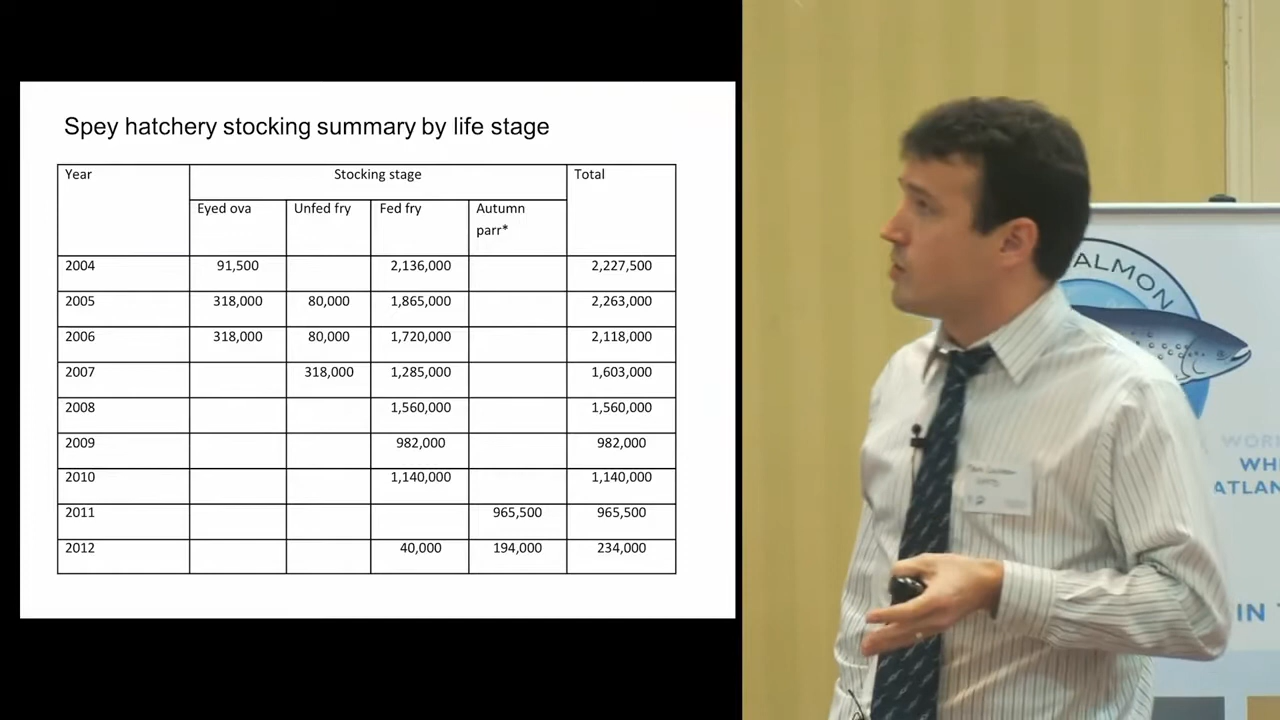 Spey hatchery stocking summary by life stage
Year Stocking stage Total
Eyed ova Unfed fry Fed fry Autumn
parr*
2004 91,500 2,136,000 2,227,500
2005 318,000 80,000 1,865,000 2,263,000
2006 318,000 80,000 1,720,000 2,118,000
2007 318,000 1,285,000 1,603,000
2008 1,560,000 1,560,000
2009 982,000 982,000
2010 1,140,000 1,140,000
2011 965,500 965,500
2012 40,000 194,000 234,000
ALMON
WOR
WH
ATLAN
IN